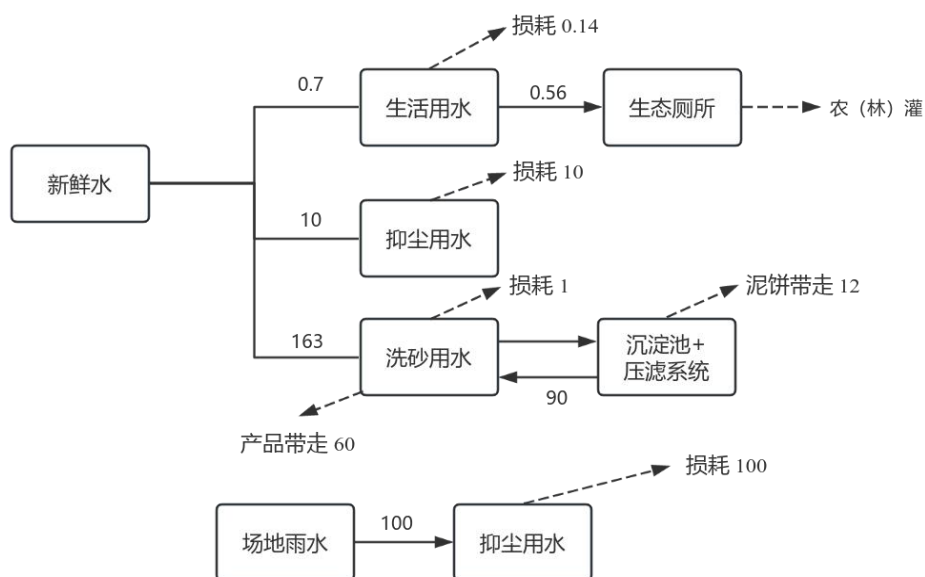 损耗 0.14
0.7
生活用水
0.56
生态厕所
农（林）灌
新鲜水
损耗 10
10
抑尘用水
损耗 1
泥饼带走 12
163
洗砂用水
沉淀池+
压滤系统
90
产品带走 60
损耗 100
场地雨水
100
抑尘用水